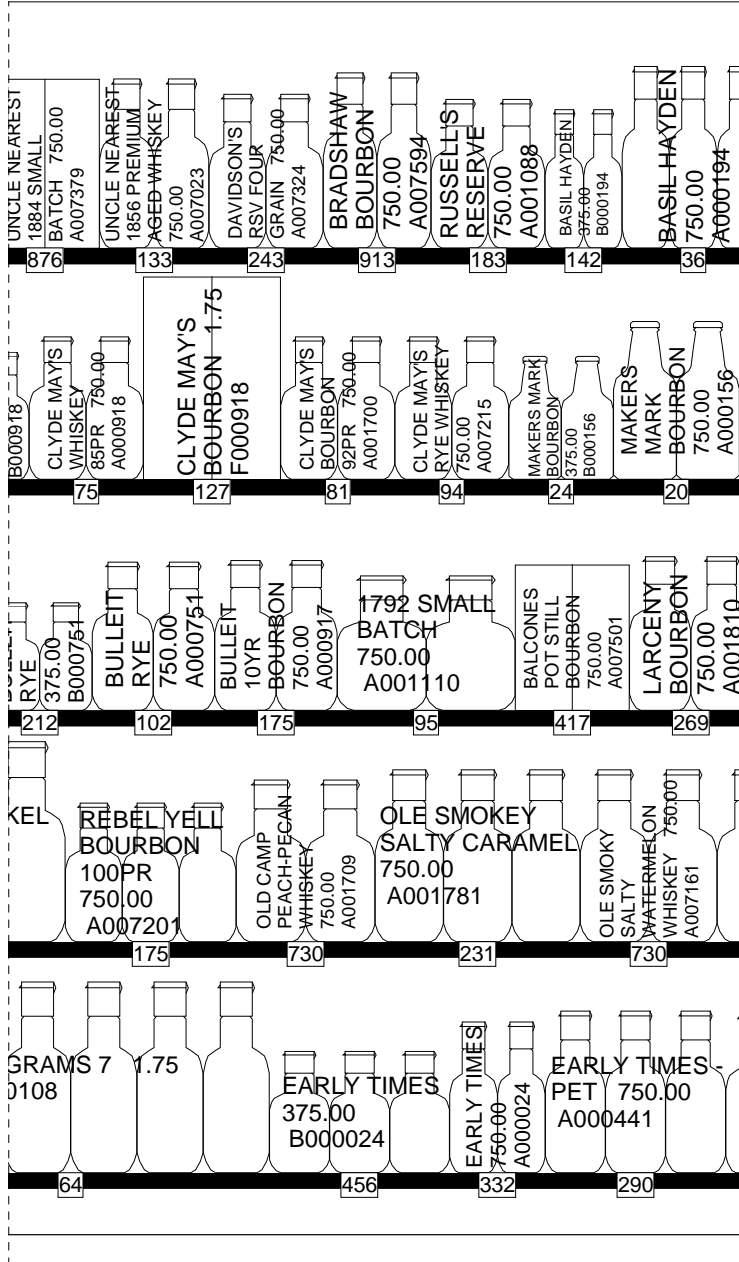 UNCLE NEAREST
1884 SMALL
BATCH 750.00
A007379
UNCLE NEAREST
1856 PREMIUM
AGED WHISKEY
750.00
A007023
DAVIDSON'S
RSV FOUR
GRAIN 750.00
A007324
BRADSHAW
BOURBON
750.00
A007594
RUSSELL'S
RESERVE
750.00
A001088
BASIL HAYDEN
375.00
B000194
BASIL HAYDEN
750.00
A000194
876
133
243
913
183
142
36
B000918
CLYDE MAY'S
WHISKEY
85PR 750.00
A000918
CLYDE MAY'S
BOURBON 1.75
F000918
CLYDE MAY'S
BOURBON
92PR 750.00
A001700
CLYDE MAY'S
RYE WHISKEY
750.00
A007215
MAKERS MARK
BOURBON
375.00
B000156
MAKERS
MARK
BOURBON
750.00
A000156
75
127
81
94
24
20
RYE
375.00
B000751
BULLEIT
RYE
750.00
A000751
BULLEIT
10YR
BOURBON
750.00
A000917
1792 SMALL
BATCH
750.00
A001110
BALCONES
POT STILL
BOURBON
750.00
A007501
LARCENY
BOURBON
750.00
A001810
212
102
175
95
417
269
KEL
REBEL YELL
BOURBON
100PR
750.00
A007201
OLD CAMP
PEACH-PECAN
WHISKEY
750.00
A001709
OLE SMOKEY
SALTY CARAMEL
750.00
A001781
OLE SMOKY
SALTY
WATERMELON
WHISKEY 750.00
A007161
175
730
231
730
GRAMS 7 1.75
0108
EARLY TIMES
375.00
B000024
EARLY TIMES
750.00
A000024
EARLY TIMES -
PET 750.00
A000441
64
456
332
290